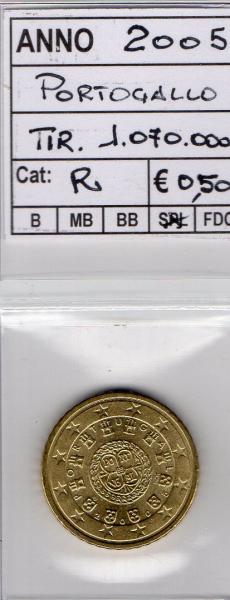 ANNO 2005
PORTOGALLO
TIR. 1.070.000
Cat: R € 0,50
B MB BB SPL FDC